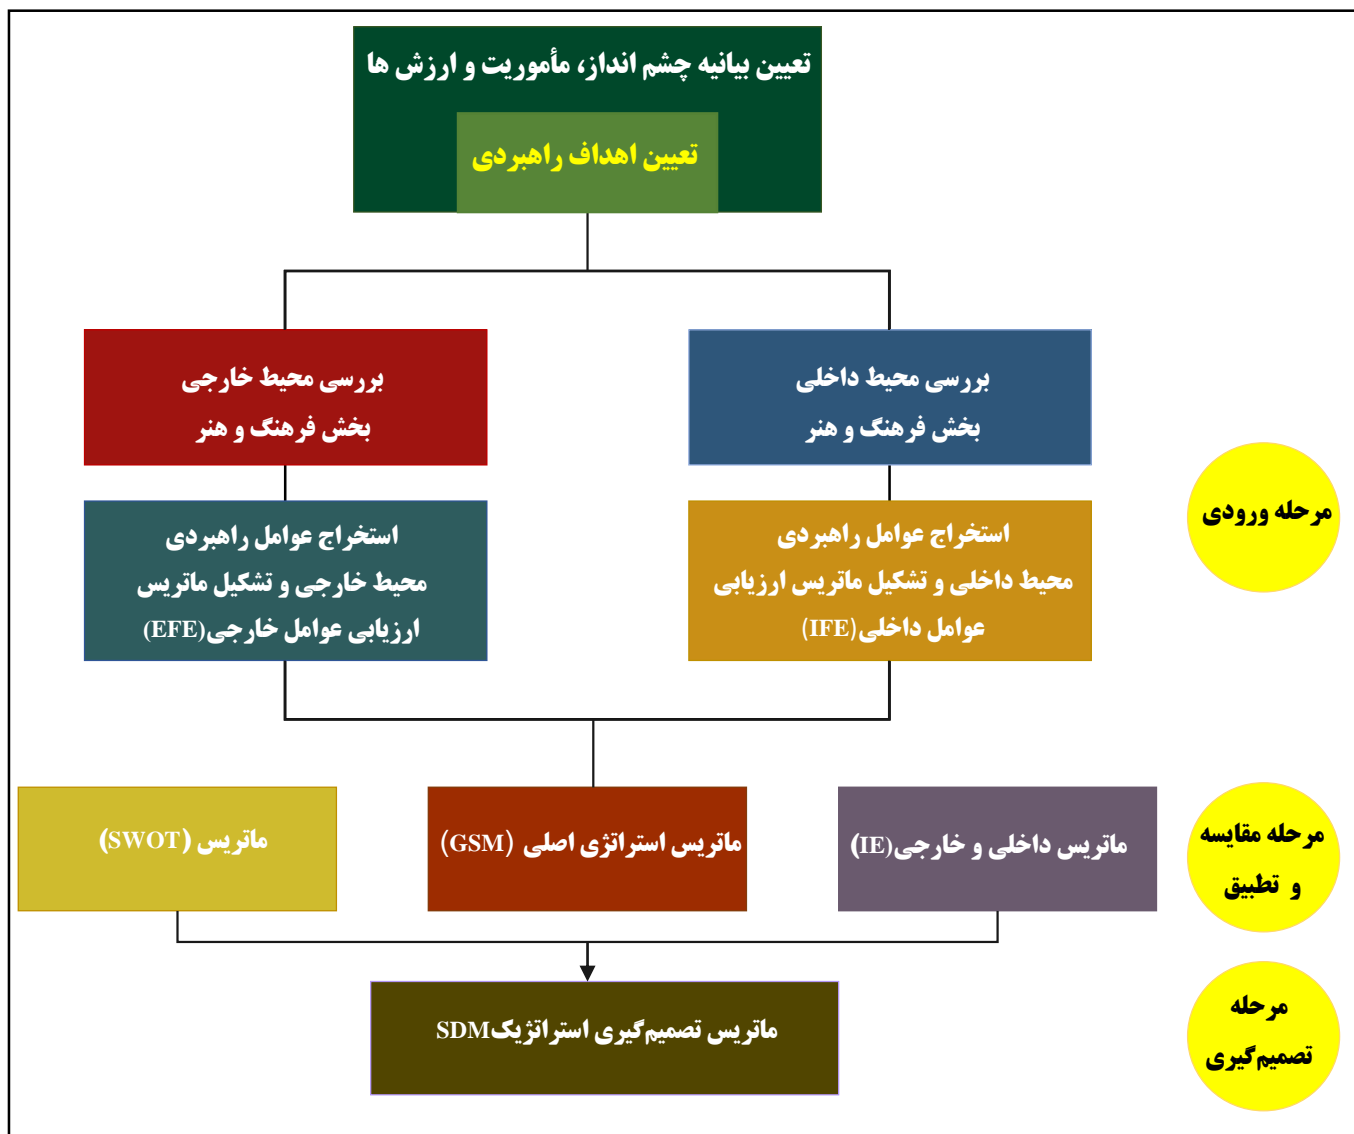 تعیین بیانیه چشم انداز، مأموریت و ارزش ها
تعیین اهداف راهبردی
بررسی محیط داخلی
بخش فرهنگ و هنر
بررسی محیط خارجی
بخش فرهنگ و هنر
مرحله ورودی
استخراج عوامل راهبردی
محیط داخلی و تشکیل ماتریس ارزیابی
عوامل داخلی(IFE)
استخراج عوامل راهبردی
محیط خارجی و تشکیل ماتریس
ارزیابی عوامل خارجی(EFE)
مرحله مقایسه
و تطبیق
ماتریس داخلی و خارجی(IE)
ماتریس استراتژی اصلی (GSM)
ماتریس (SWOT)
مرحله
تصمیم‌گیری
ماتریس تصمیم‌گیری استراتژیکSDM